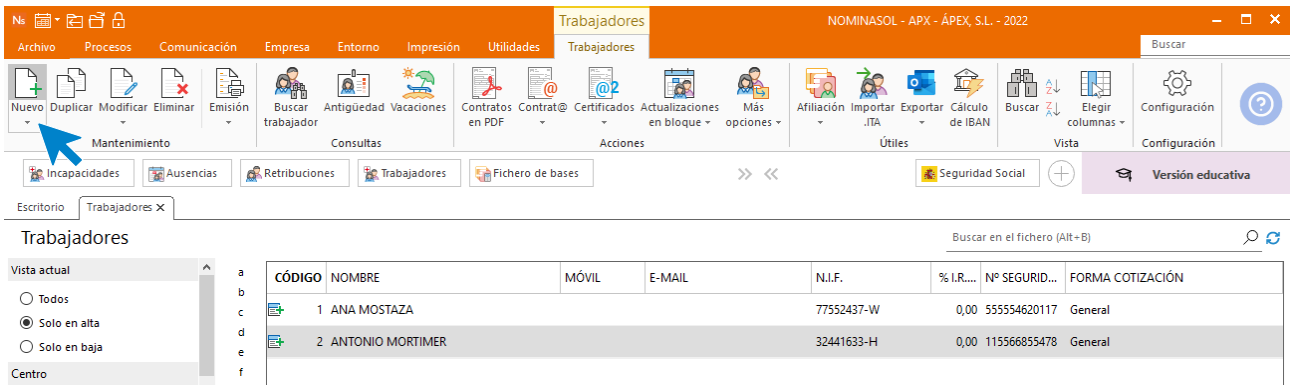 Ns Trabajadores NOMINASOL - APX - ÁPEX, S.L. - 2022
Archivo Procesos Comunicación Empresa Entorno Impresión Utilidades Trabajadores Buscar
Nuevo Duplicar Modificar Eliminar Emisión Buscar trabajador Antigüedad Vacaciones Contratos en PDF Contrat@ Certificados Actualizaciones en bloque Más opciones Afiliación Importar .ITA Exportar Cálculo de IBAN Buscar Elegir columnas Configuración
Mantenimiento Consultas Acciones Útiles Vista Configuración
Incapacidades Ausencias Retribuciones Trabajadores Fichero de bases Seguridad Social Versión educativa
Escritorio Trabajadores X
Trabajadores Buscar en el fichero (Alt+B)
Vista actual
Todos
Solo en alta
Solo en baja
Centro
a
b
c
d
e
f
CÓDIGO NOMBRE MÓVIL E-MAIL N.I.F. % I.R.... Nº SEGURID... FORMA COTIZACIÓN
1 ANA MOSTAZA 77552437-W 0,00 555554620117 General
2 ANTONIO MORTIMER 32441633-H 0,00 115566855478 General